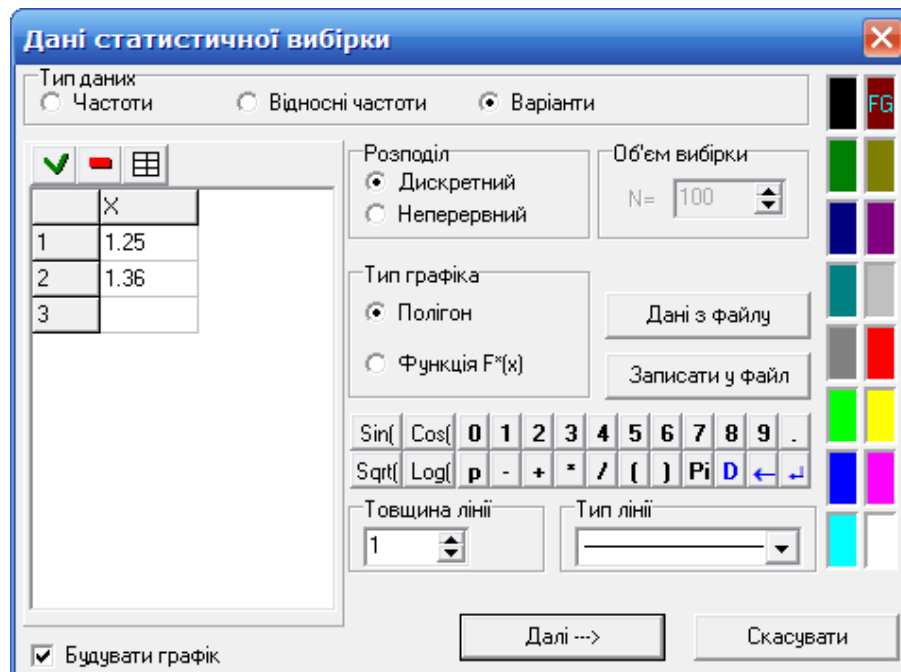 Дані статистичної вибірки
Тип даних
Частоти Відносні частоти Варіанти
FG
X
1 1.25
2 1.36
3
Розподіл
Дискретний
Неперервний
Об'єм вибірки
N= 100
Тип графіка
Полігон
Функція F*(x)
Дані з файлу
Записати у файл
Sin( Cos( 0 1 2 3 4 5 6 7 8 9 .
Sqrt( Log( p - + * / ( ) Pi D ← ↵
Товщина лінії
1
Тип лінії
Будувати графік
Далі --->
Скасувати